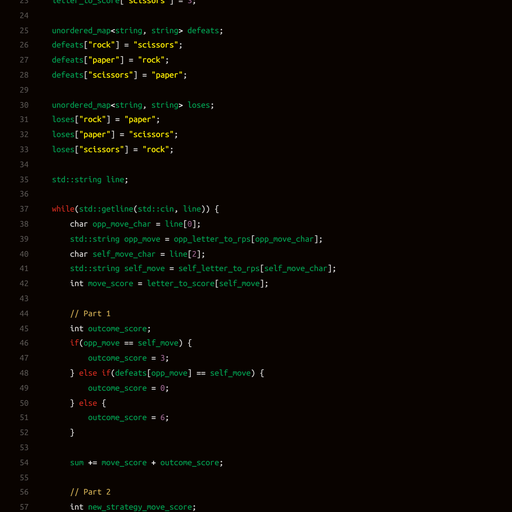 23 letter_to_score["scissors"] = 3;
24
25 unordered_map<string, string> defeats;
26 defeats["rock"] = "scissors";
27 defeats["paper"] = "rock";
28 defeats["scissors"] = "paper";
29
30 unordered_map<string, string> loses;
31 loses["rock"] = "paper";
32 loses["paper"] = "scissors";
33 loses["scissors"] = "rock";
34
35 std::string line;
36
37 while(std::getline(std::cin, line)) {
38 char opp_move_char = line[0];
39 std::string opp_move = opp_letter_to_rps[opp_move_char];
40 char self_move_char = line[2];
41 std::string self_move = self_letter_to_rps[self_move_char];
42 int move_score = letter_to_score[self_move];
43
44 // Part 1
45 int outcome_score;
46 if(opp_move == self_move) {
47 outcome_score = 3;
48 } else if(defeats[opp_move] == self_move) {
49 outcome_score = 0;
50 } else {
51 outcome_score = 6;
52 }
53
54 sum += move_score + outcome_score;
55
56 // Part 2
57 int new_strategy_move_score;